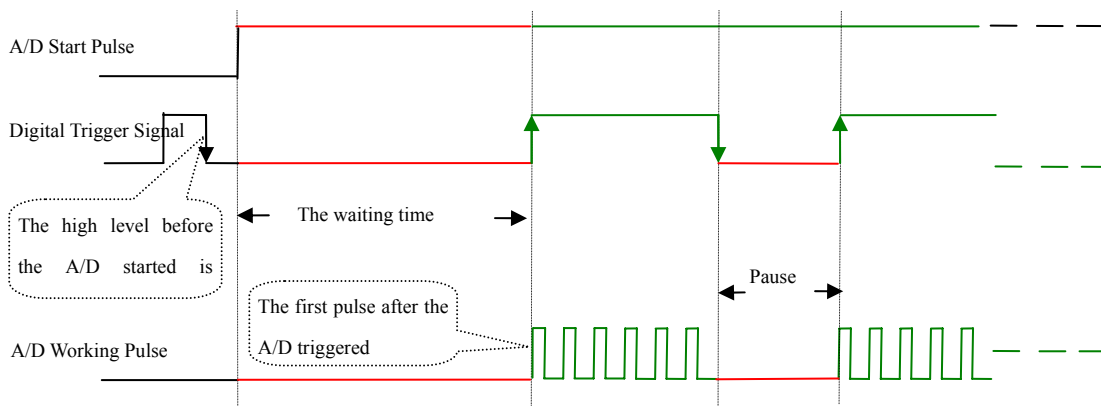 A/D Start Pulse
Digital Trigger Signal
The waiting time
The high level before
the A/D started is
Pause
The first pulse after the
A/D triggered
A/D Working Pulse